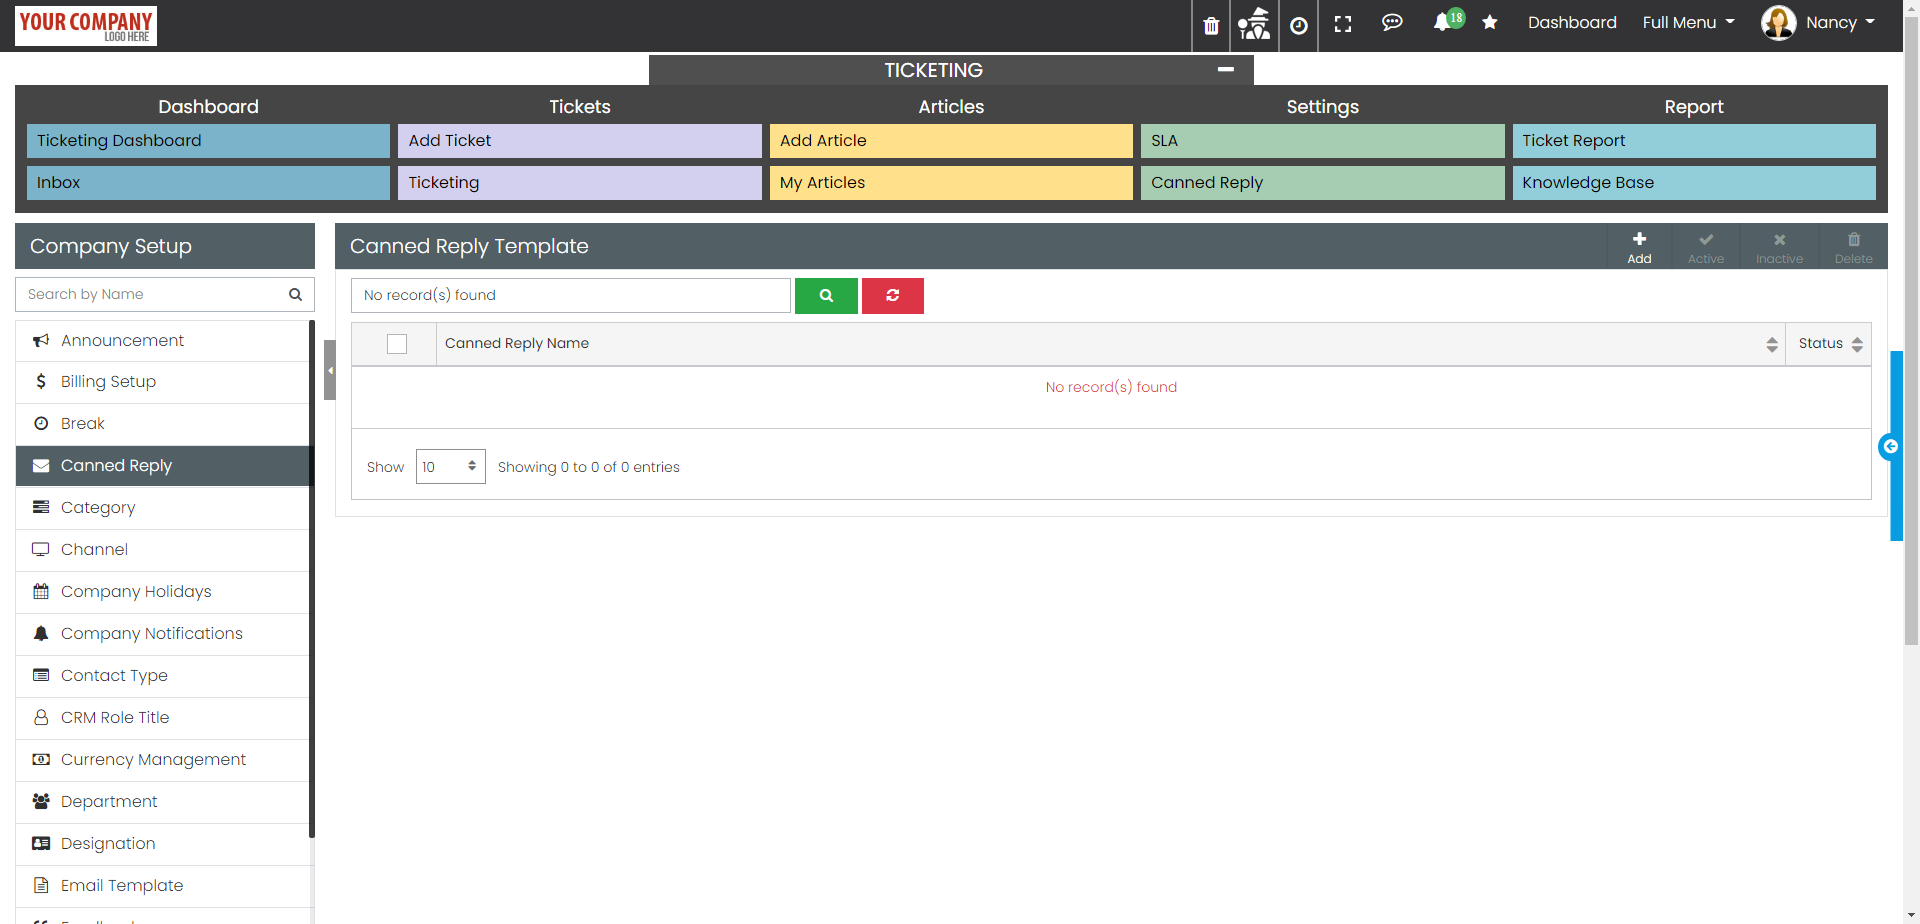 YOUR COMPANY
LOGO HERE
18
Dashboard
Full Menu
Nancy
TICKETING
Dashboard
Tickets
Articles
Settings
Report
Ticketing Dashboard
Add Ticket
Add Article
SLA
Ticket Report
Inbox
Ticketing
My Articles
Canned Reply
Knowledge Base
Company Setup
Search by Name
Announcement
Billing Setup
Break
Canned Reply
Category
Channel
Company Holidays
Company Notifications
Contact Type
CRM Role Title
Currency Management
Department
Designation
Email Template
Canned Reply Template
Add
Active
Inactive
Delete
No record(s) found
Canned Reply Name
Status
No record(s) found
Show
10
Showing 0 to 0 of 0 entries